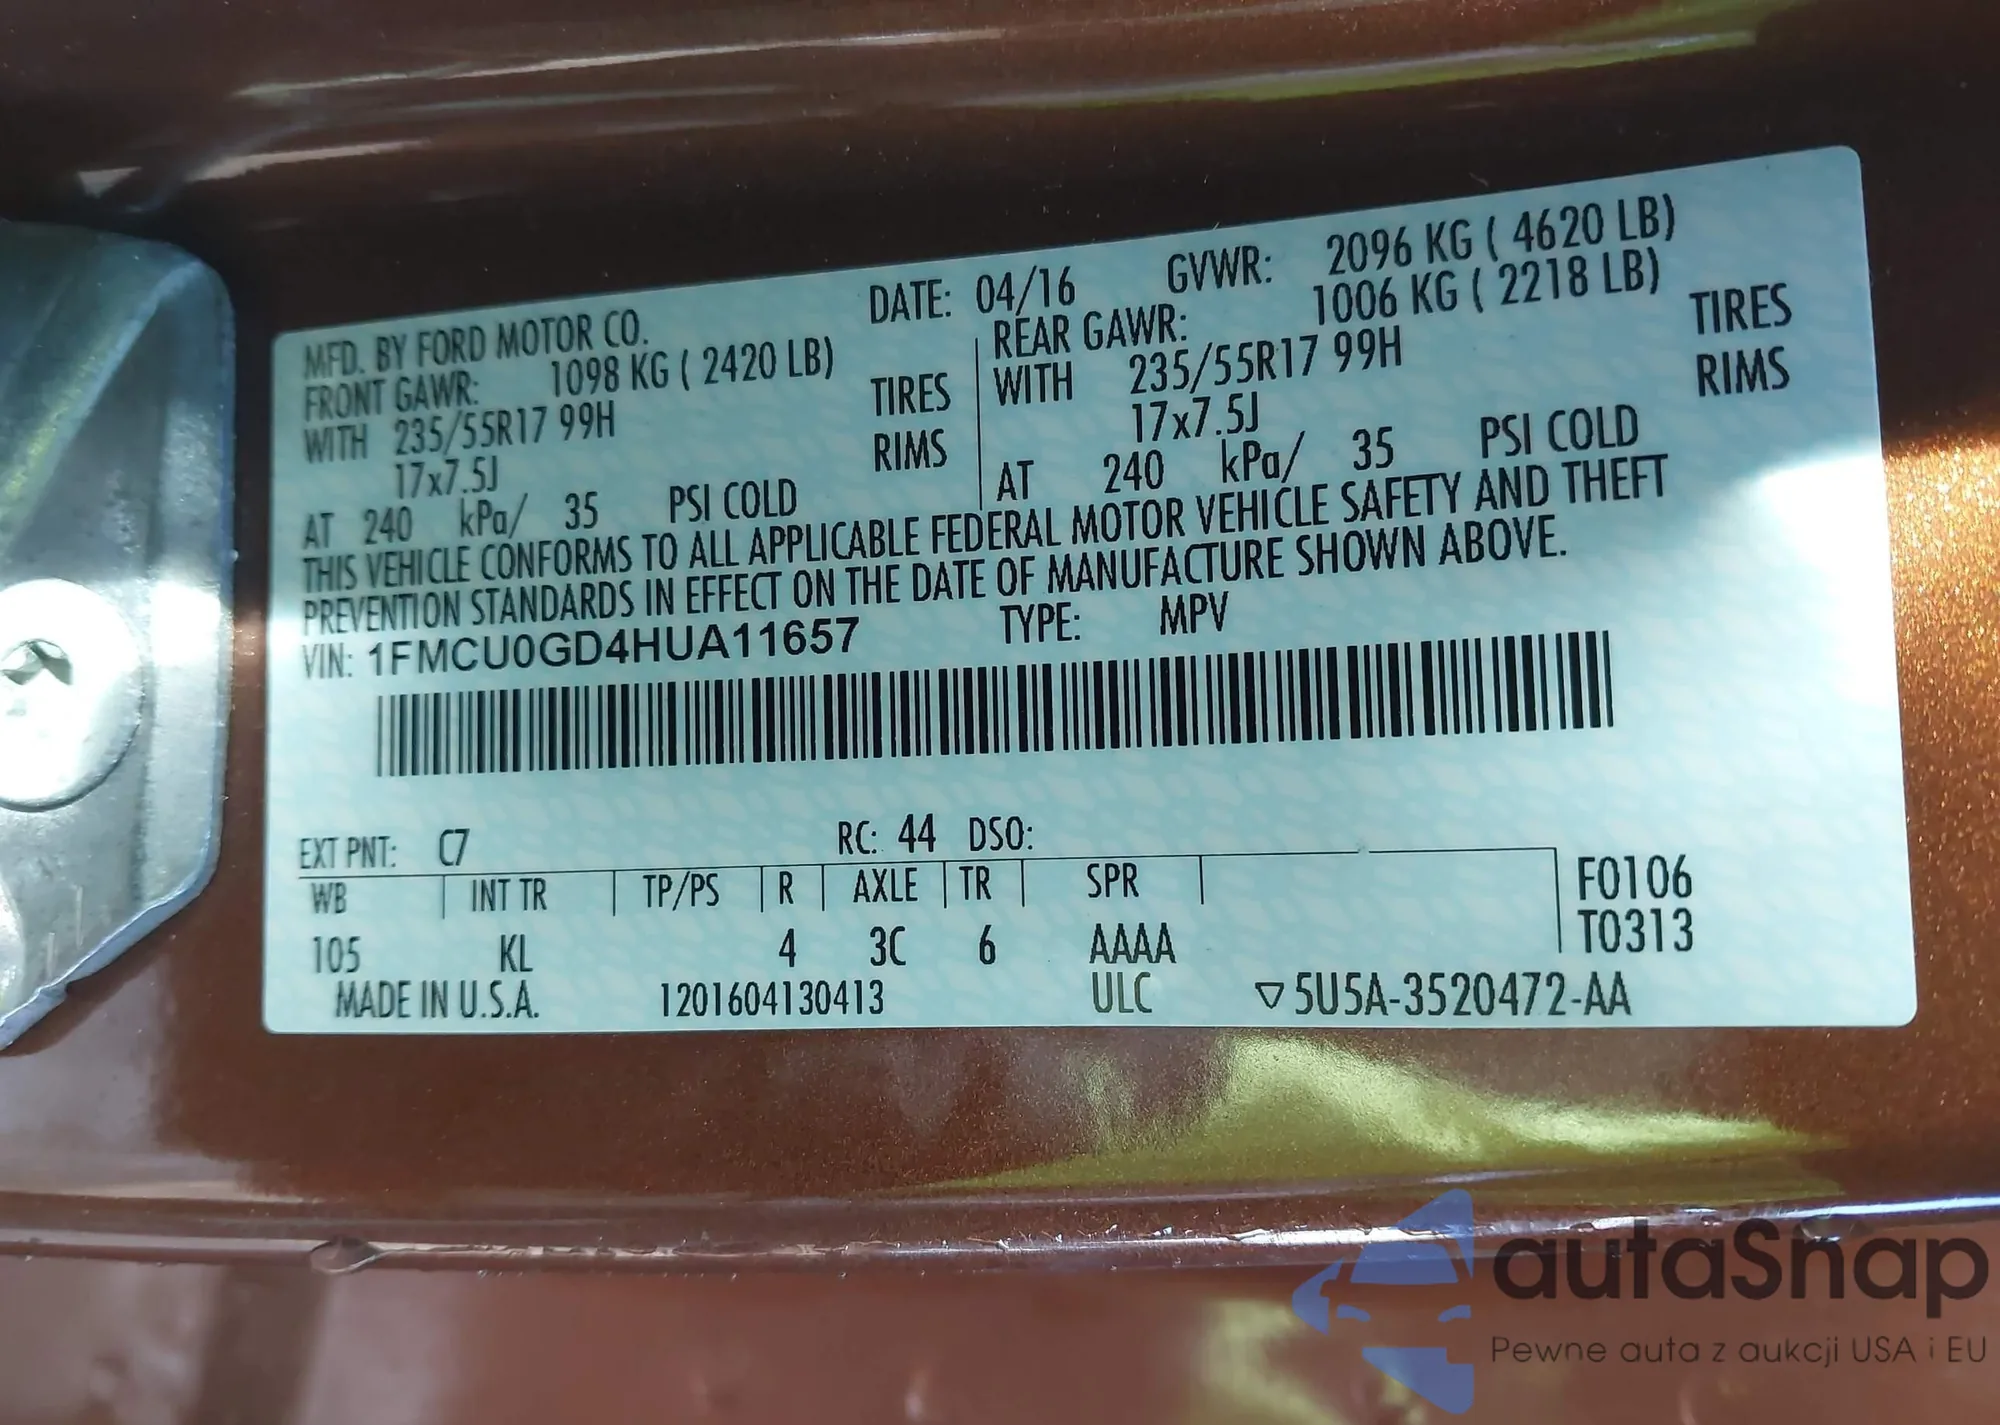 MFD. BY FORD MOTOR CO. DATE: 04/16 GVWR: 2096 KG ( 4620 LB)
FRONT GAWR: 1098 KG ( 2420 LB) REAR GAWR: 1006 KG ( 2218 LB)
WITH 235/55R17 99H TIRES WITH 235/55R17 99H TIRES
17x7.5J RIMS 17x7.5J RIMS
AT 240 kPa/ 35 PSI COLD AT 240 kPa/ 35 PSI COLD
THIS VEHICLE CONFORMS TO ALL APPLICABLE FEDERAL MOTOR VEHICLE SAFETY AND THEFT
PREVENTION STANDARDS IN EFFECT ON THE DATE OF MANUFACTURE SHOWN ABOVE.
VIN: 1FMCU0GD4HUA11657 TYPE: MPV
EXT PNT: C7 RC: 44 DSO:
WB INT TR TP/PS R AXLE TR SPR F0106
105 KL 4 3C 6 AAAA T0313
MADE IN U.S.A. 1201604130413 ULC ▽5U5A-3520472-AA
autaSnap
Pewne auta z aukcji USA i EU